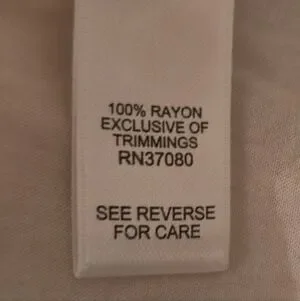 100% RAYON
EXCLUSIVE OF
TRIMMINGS
RN37080
SEE REVERSE
FOR CARE